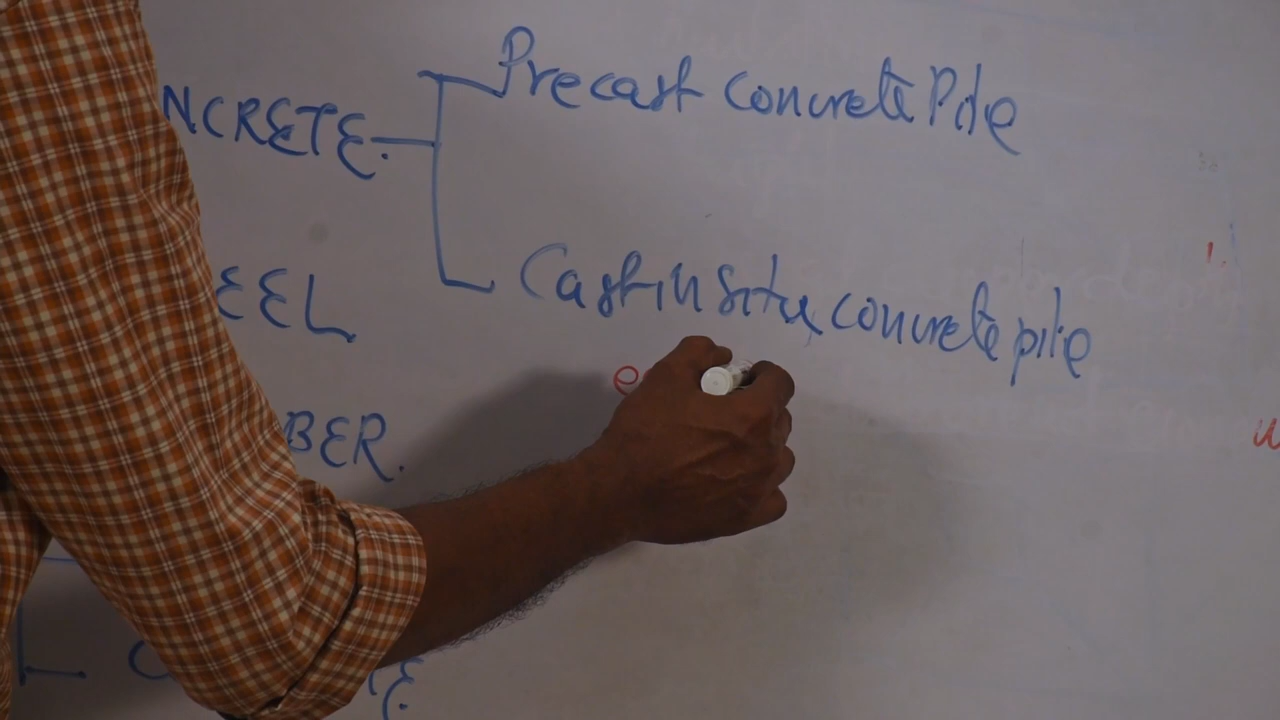 Precast concrete Pile
NCRETE.
Cast in situ concrete pile
EEL
BER.